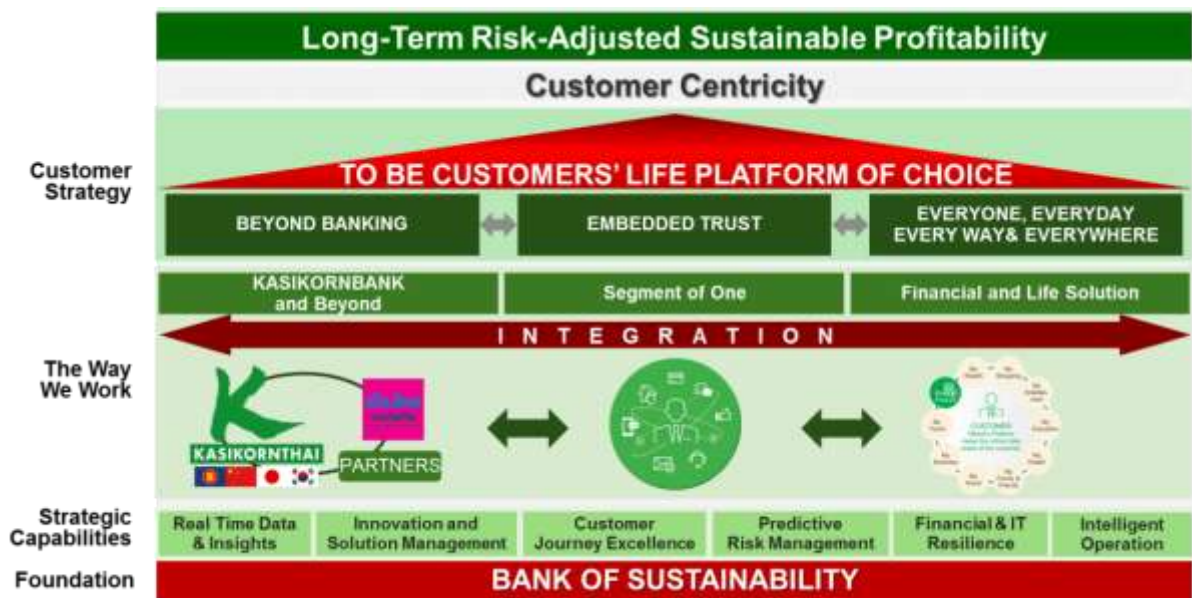 Long-Term Risk-Adjusted Sustainable Profitability
Customer Centricity
Customer
Strategy
TO BE CUSTOMERS' LIFE PLATFORM OF CHOICE
BEYOND BANKING
EMBEDDED TRUST
EVERYONE, EVERYDAY
EVERY WAY& EVERYWHERE
KASIKORNBANK
and Beyond
Segment of One
Financial and Life Solution
INTEGRATION
The Way
We Work
K
KASIKORNTHAI
PARTNERS
CUSTOMER
Strategic
Capabilities
Real Time Data
& Insights
Innovation and
Solution Management
Customer
Journey Excellence
Predictive
Risk Management
Financial & IT
Resilience
Intelligent
Operation
Foundation
BANK OF SUSTAINABILITY